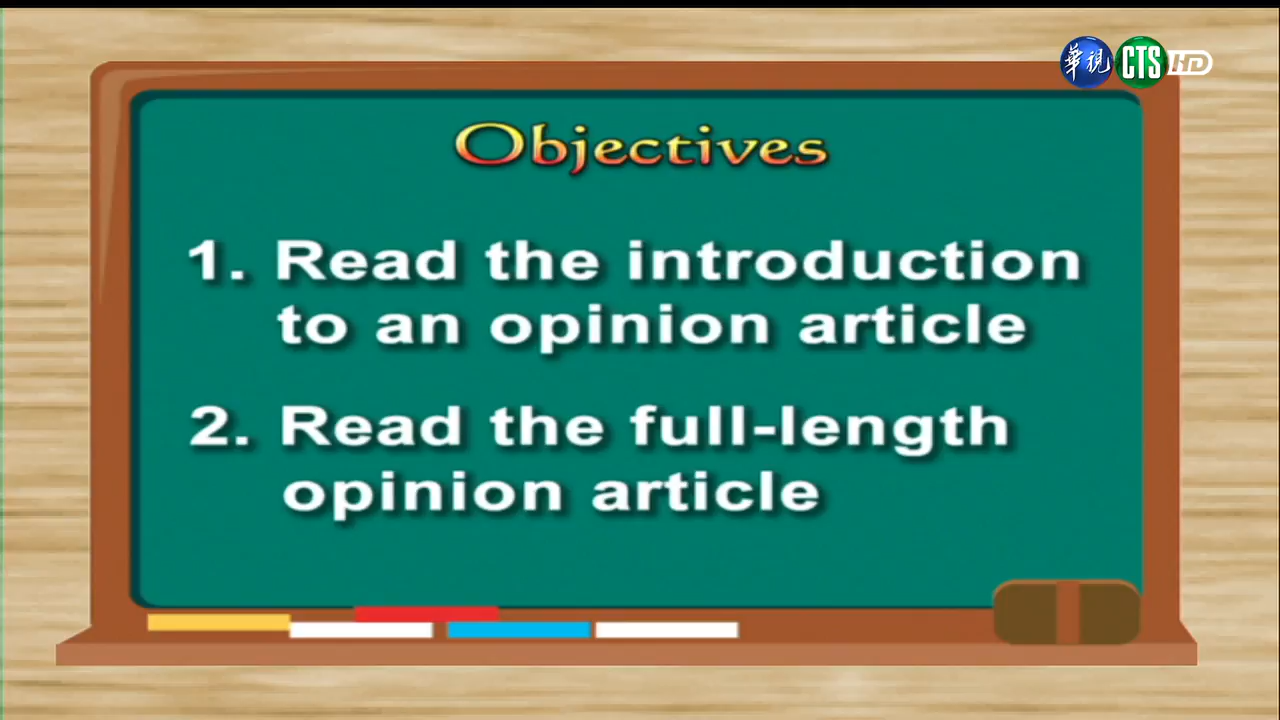 華視 CTS HD
Objectives
1. Read the introduction
to an opinion article
2. Read the full-length
opinion article